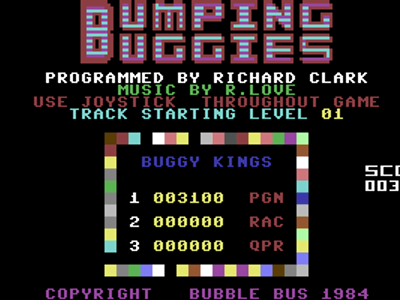 BUMPING
BUGGIES
PROGRAMMED BY RICHARD CLARK
MUSIC BY R.LOVE
USE JOYSTICK THROUGHOUT GAME
TRACK STARTING LEVEL 01
BUGGY KINGS
1 003100 PGN
2 000000 RAC
3 000000 QPR
COPYRIGHT BUBBLE BUS 1984